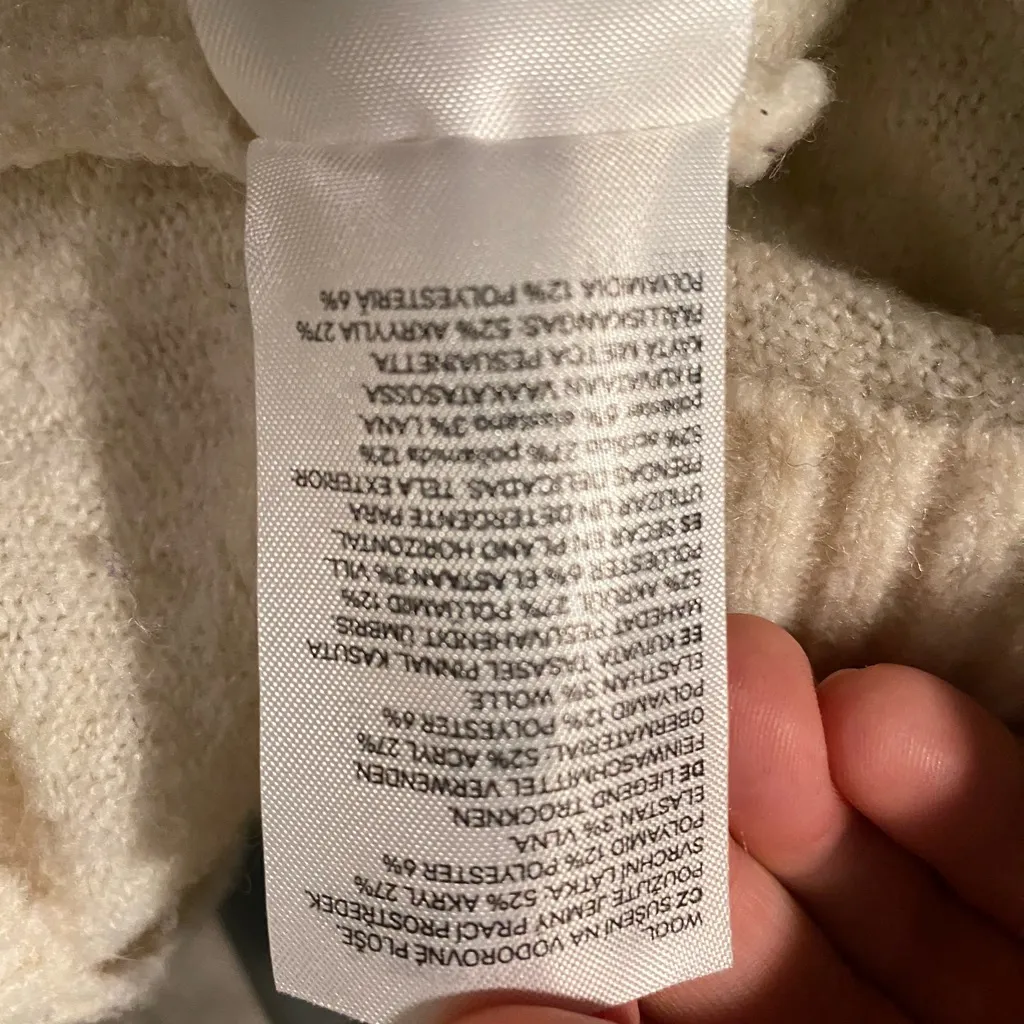 WOOL
CZ SUŠENÍ NA VODOROVNÉ PLOŠE.
POUŽIJTE JEMNÝ PRACÍ PROSTŘEDEK.
SVRCHNÍ LÁTKA: 52% AKRYL 27%
POLYAMID 12% POLYESTER 6%
ELASTAN 3% VLNA.
DE LIEGEND TROCKNEN.
FEINWASCHMITTEL VERWENDEN.
OBERMATERIAL: 52% ACRYL 27%
POLYAMID 12% POLYESTER 6%
ELASTHAN 3% WOLLE
EE KUIVATA TASASEL PINNAL KASUTA
MAHEDAT PESUVAHENDIT ÜMBRIS
52% AKRÜÜL 27% POLÜAMID 12%
POLÜESTER 6% ELASTAAN 3% VILL
ES SECAR EN PLANO HORIZONTAL
UTILIZAR UN DETERGENTE PARA
PRENDAS DELICADAS. TELA EXTERIOR-
52% acrílico 27% poliamida 12%
poliéster 6% elastano 3% LANA
FI KUIVATAAN VAAKATASOSSA
KÄYTÄ MIETOA PESUAINETTA.
PÄÄLLISKANGAS: 52% AKRYYLIA 27%
POLYAMIDIA 12% POLYESTERIÄ 6%